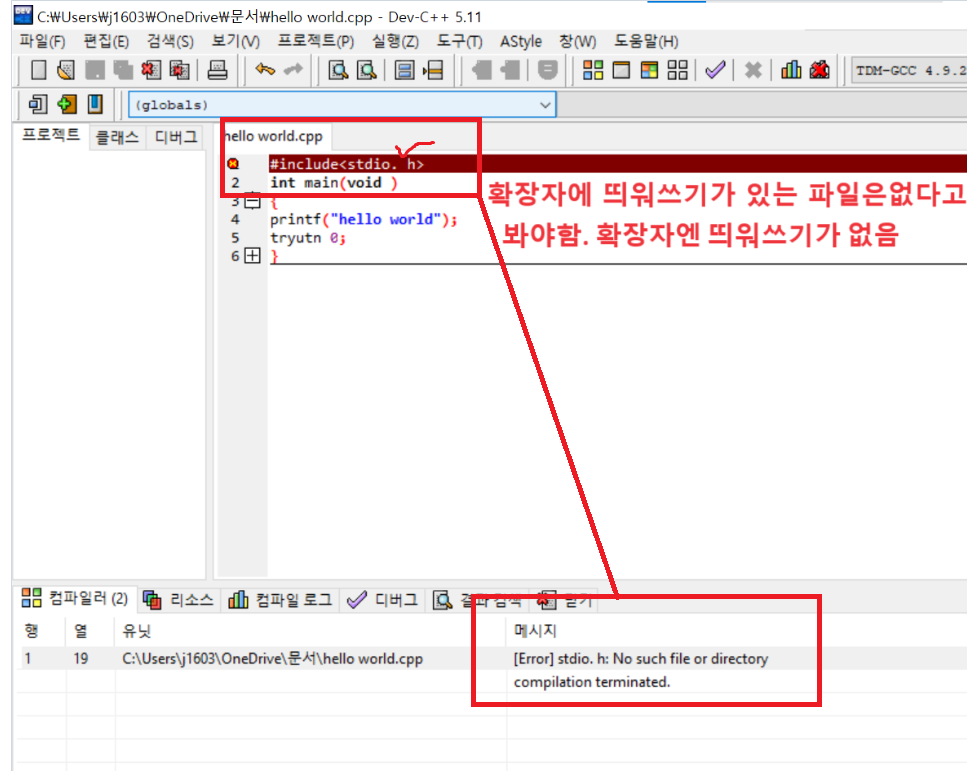 C:₩Users₩j1603₩OneDrive₩문서₩hello world.cpp - Dev-C++ 5.11
파일(F) 편집(E) 검색(S) 보기(V) 프로젝트(P) 실행(Z) 도구(T) AStyle 창(W) 도움말(H)
TDM-GCC 4.9.2
(globals)
프로젝트 클래스 디버그
hello world.cpp
#include<stdio. h>
2 int main(void )
3 {
4 printf("hello world");
5 tryutn 0;
6 }
확장자에 띄워쓰기가 있는 파일은없다고
봐야함. 확장자엔 띄워쓰기가 없음
컴파일러 (2) 리소스 컴파일 로그 디버그 결과 검색 닫기
행 열 유닛 메시지
1 19 C:\Users\j1603\OneDrive\문서\hello world.cpp [Error] stdio. h: No such file or directory
compilation terminated.